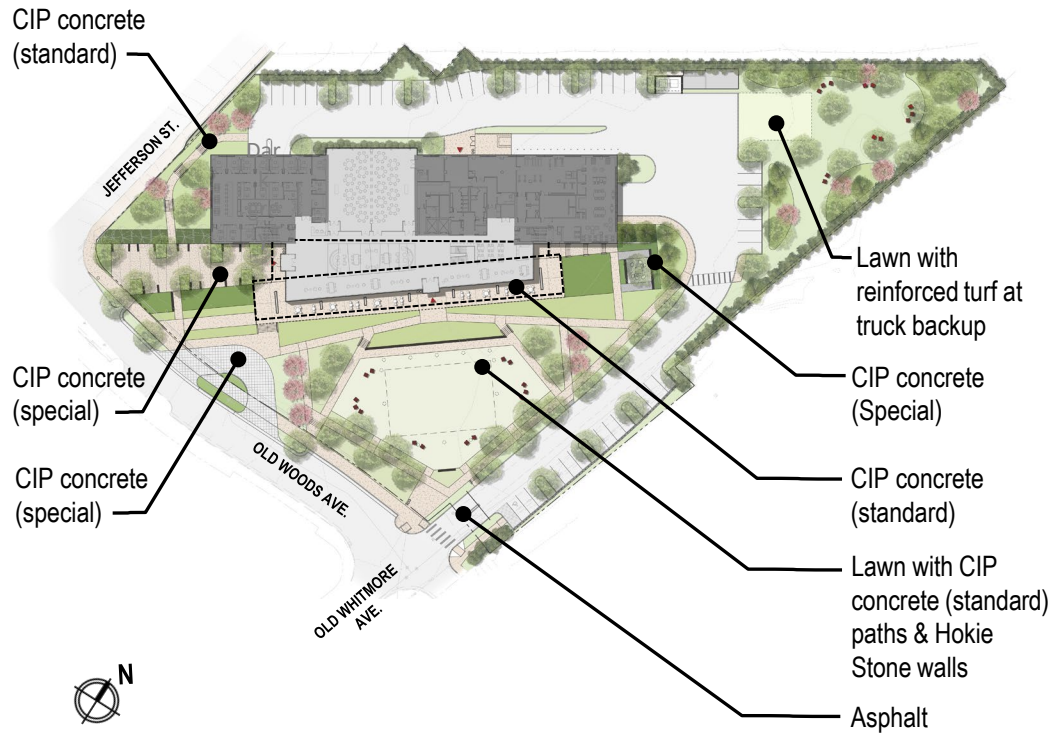 CIP concrete
(standard)
JEFFERSON ST.
Dar
CIP concrete
(special)
CIP concrete
(special)
OLD WOODS AVE.
OLD WHITMORE
AVE.
N
Lawn with
reinforced turf at
truck backup
CIP concrete
(Special)
CIP concrete
(standard)
Lawn with CIP
concrete (standard)
paths & Hokie
Stone walls
Asphalt